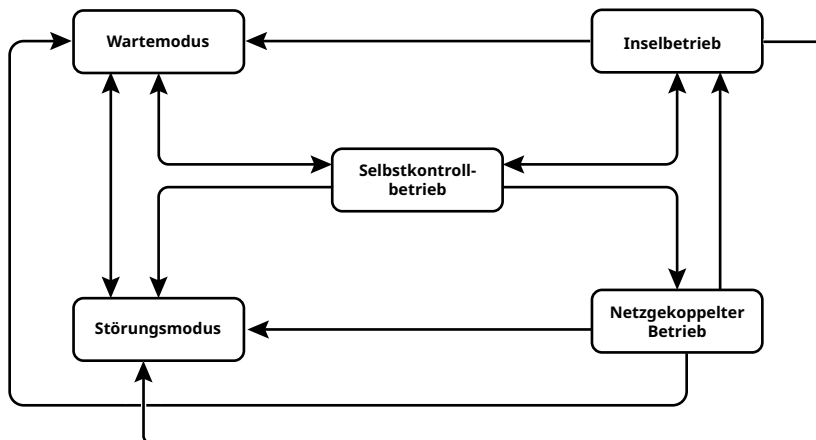 Wartemodus
Inselbetrieb
Selbstkontroll-
betrieb
Störungsmodus
Netzgekoppelter
Betrieb